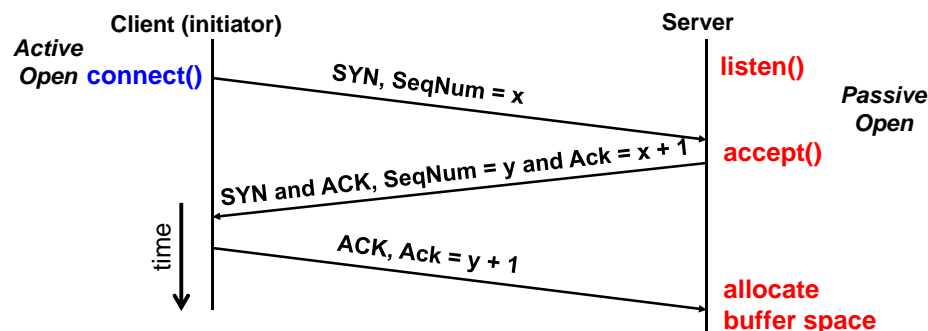 Client (initiator)
Server
Active
Open
connect()
listen()
SYN, SeqNum = x
Passive
Open
accept()
SYN and ACK, SeqNum = y and Ack = x + 1
time
ACK, Ack = y + 1
allocate
buffer space